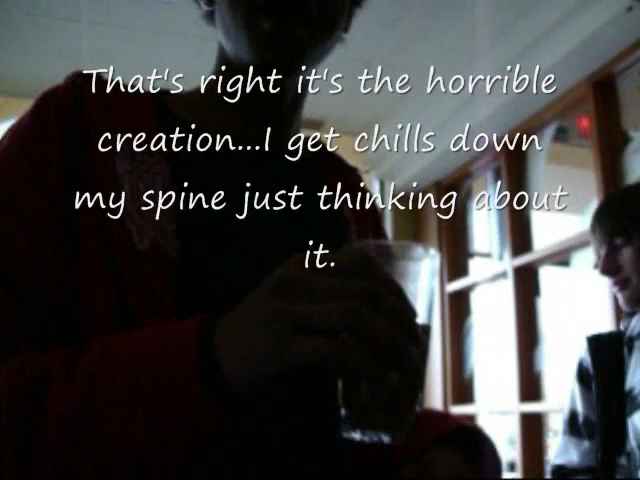 That's right it's the horrible
creation...I get chills down
my spine just thinking about
it.